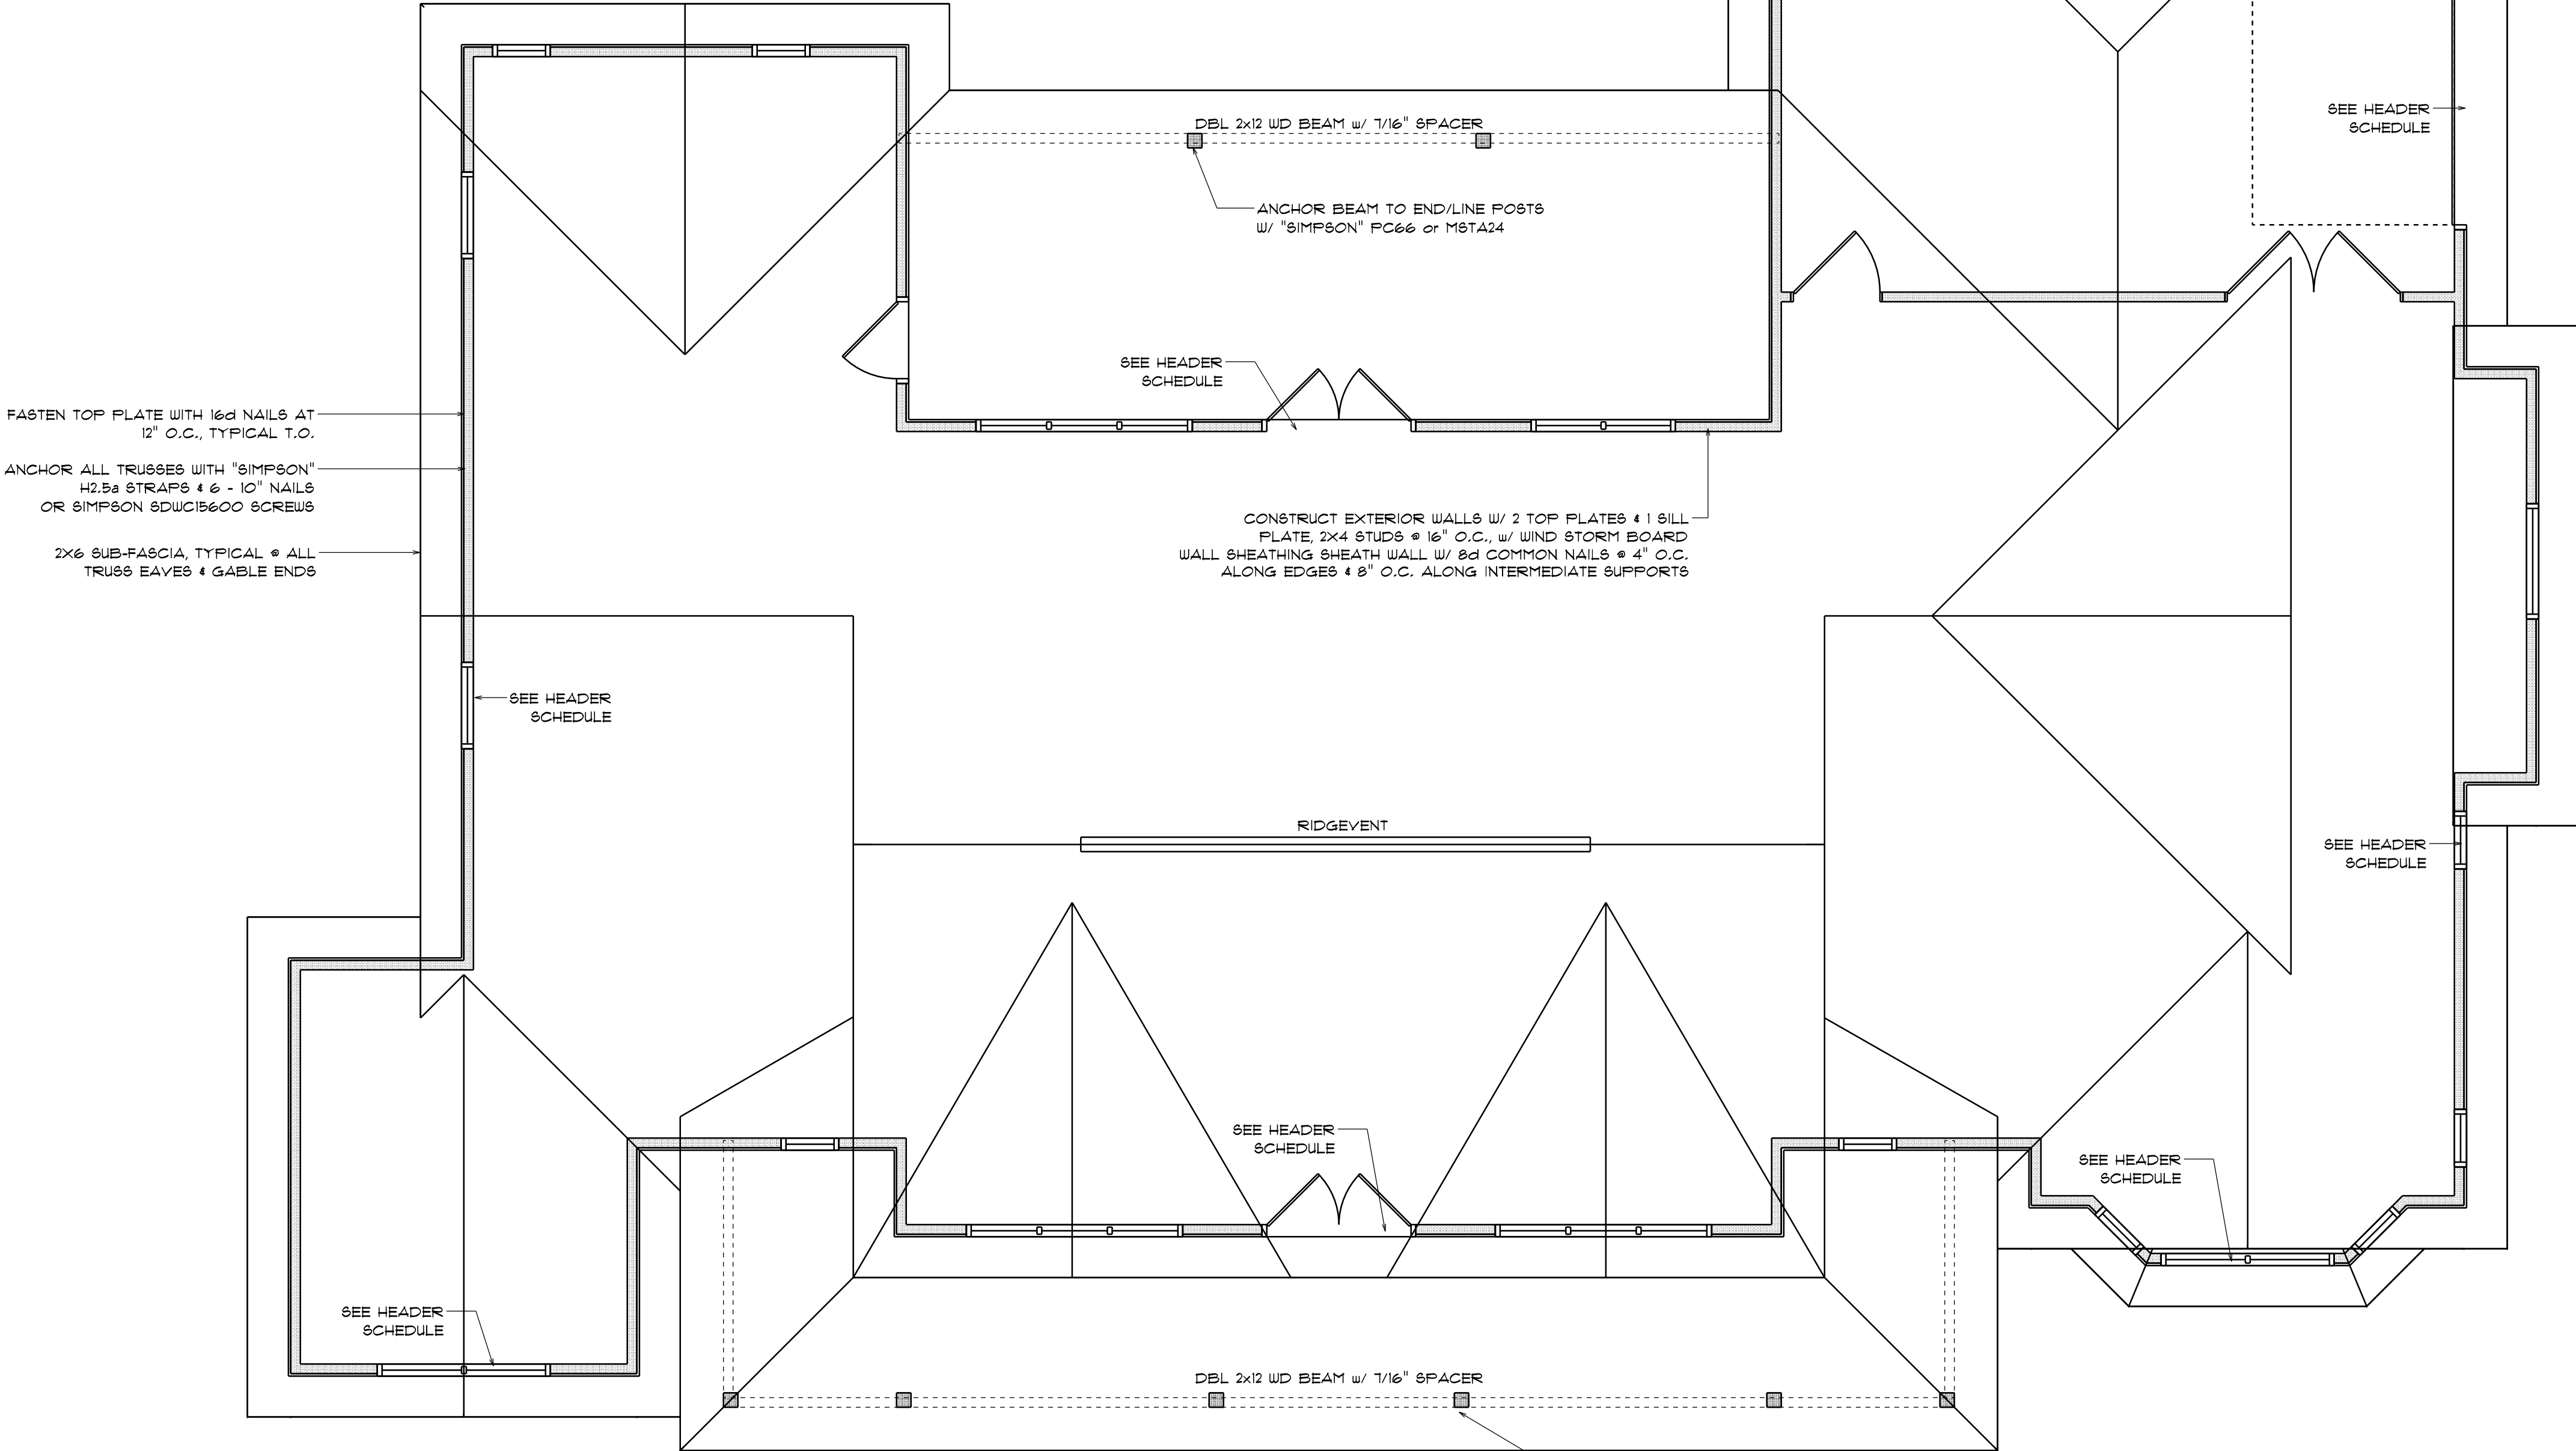 DBL 2x12 WD BEAM w/ 7/16" SPACER
SEE HEADER
SCHEDULE
ANCHOR BEAM TO END/LINE POSTS
W/ "SIMPSON" PC66 or MSTA24
SEE HEADER
SCHEDULE
FASTEN TOP PLATE WITH 16d NAILS AT
12" O.C., TYPICAL T.O.
ANCHOR ALL TRUSSES WITH "SIMPSON"
H2.5a STRAPS & 6 - 10" NAILS
OR SIMPSON SDWC15600 SCREWS
2X6 SUB-FASCIA, TYPICAL @ ALL
TRUSS EAVES & GABLE ENDS
CONSTRUCT EXTERIOR WALLS W/ 2 TOP PLATES & 1 SILL
PLATE, 2X4 STUDS @ 16" O.C., w/ WIND STORM BOARD
WALL SHEATHING SHEATH WALL W/ 8d COMMON NAILS @ 4" O.C.
ALONG EDGES & 8" O.C. ALONG INTERMEDIATE SUPPORTS
SEE HEADER
SCHEDULE
RIDGEVENT
SEE HEADER
SCHEDULE
SEE HEADER
SCHEDULE
SEE HEADER
SCHEDULE
SEE HEADER
SCHEDULE
DBL 2x12 WD BEAM w/ 7/16" SPACER